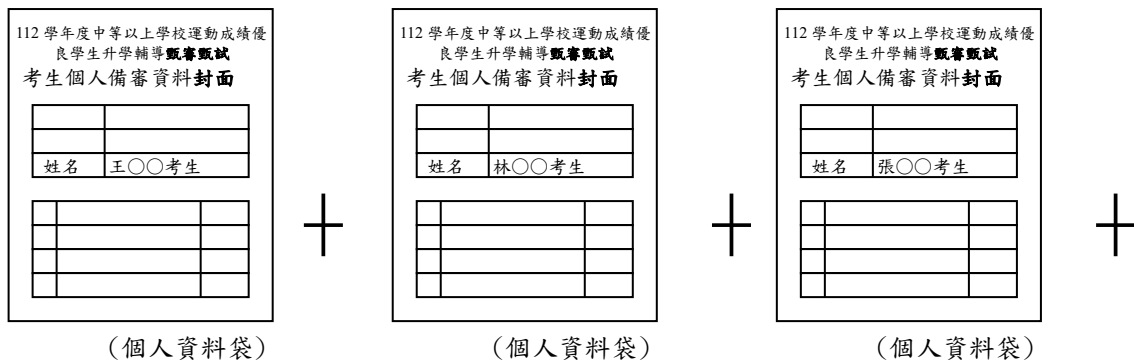 112 學年度中等以上學校運動成績優
良學生升學輔導甄審甄試
考生個人備審資料封面
姓名 王○○考生
(個人資料袋)
+
112 學年度中等以上學校運動成績優
良學生升學輔導甄審甄試
考生個人備審資料封面
姓名 林○○考生
(個人資料袋)
+
112 學年度中等以上學校運動成績優
良學生升學輔導甄審甄試
考生個人備審資料封面
姓名 張○○考生
(個人資料袋)
+